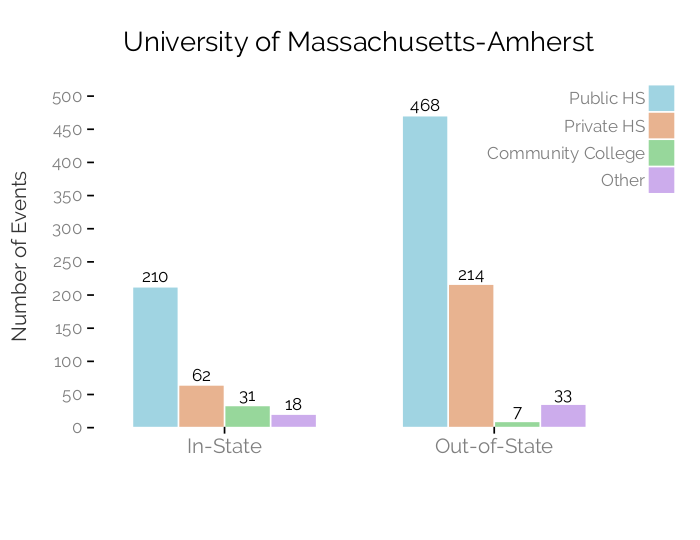 University of Massachusetts-Amherst
Number of Events
500
450
400
350
300
250
200
150
100
50
0
Public HS
Private HS
Community College
Other
210
62
31
18
468
214
7
33
In-State
Out-of-State